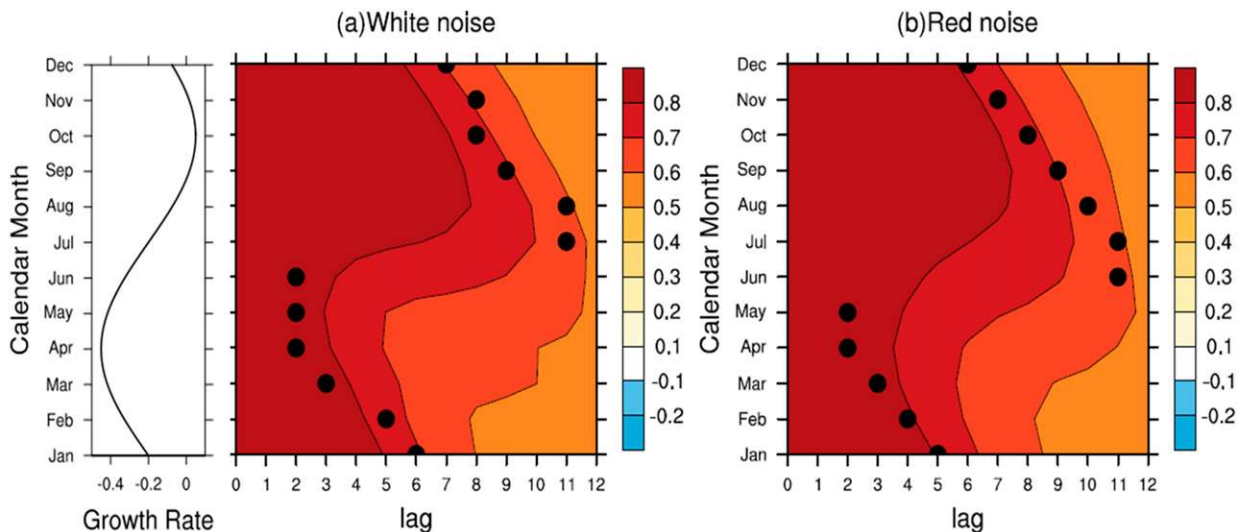 (a)White noise
(b)Red noise
Calendar Month
Dec
Nov
Oct
Sep
Aug
Jul
Jun
May
Apr
Mar
Feb
Jan
-0.4 -0.2 0
Growth Rate
0 1 2 3 4 5 6 7 8 9 10 11 12
lag
0.8
0.7
0.6
0.5
0.4
0.3
0.2
0.1
-0.1
-0.2
Calendar Month
Dec
Nov
Oct
Sep
Aug
Jul
Jun
May
Apr
Mar
Feb
Jan
0 1 2 3 4 5 6 7 8 9 10 11 12
lag
0.8
0.7
0.6
0.5
0.4
0.3
0.2
0.1
-0.1
-0.2